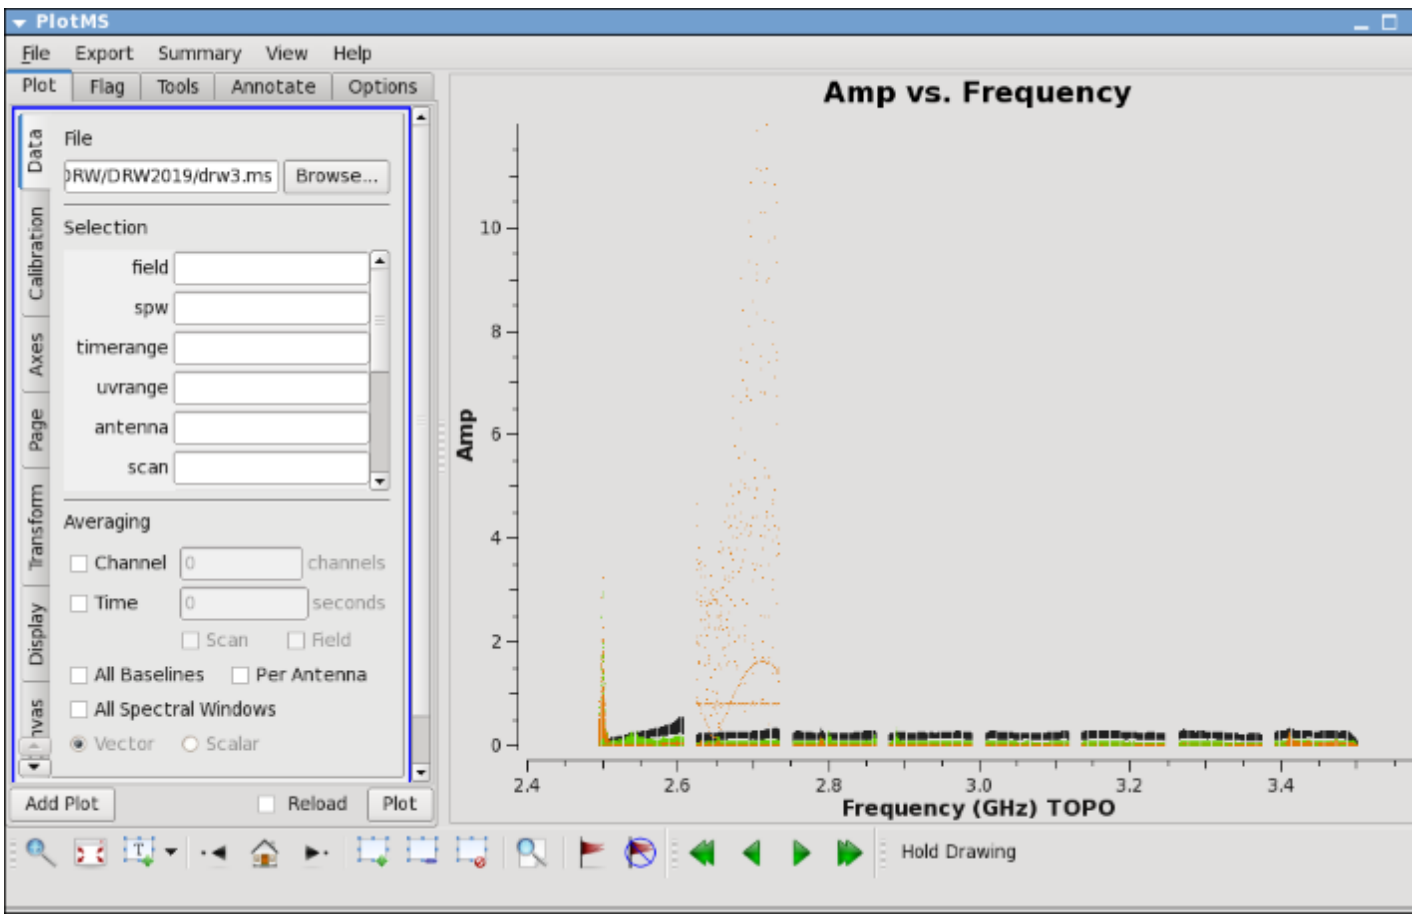 PlotMS
File Export Summary View Help
Plot Flag Tools Annotate Options
Data
Calibration
Axes
Page
Transform
Display
nvas
File
RW/DRW2019/drw3.ms Browse...
Selection
field
spw
timerange
uvrange
antenna
scan
Averaging
Channel 0 channels
Time 0 seconds
Scan Field
All Baselines Per Antenna
All Spectral Windows
Vector Scalar
Add Plot Reload Plot
Amp vs. Frequency
Amp
10
8
6
4
2
0
2.4 2.6 2.8 3.0 3.2 3.4
Frequency (GHz) TOPO
T
Hold Drawing